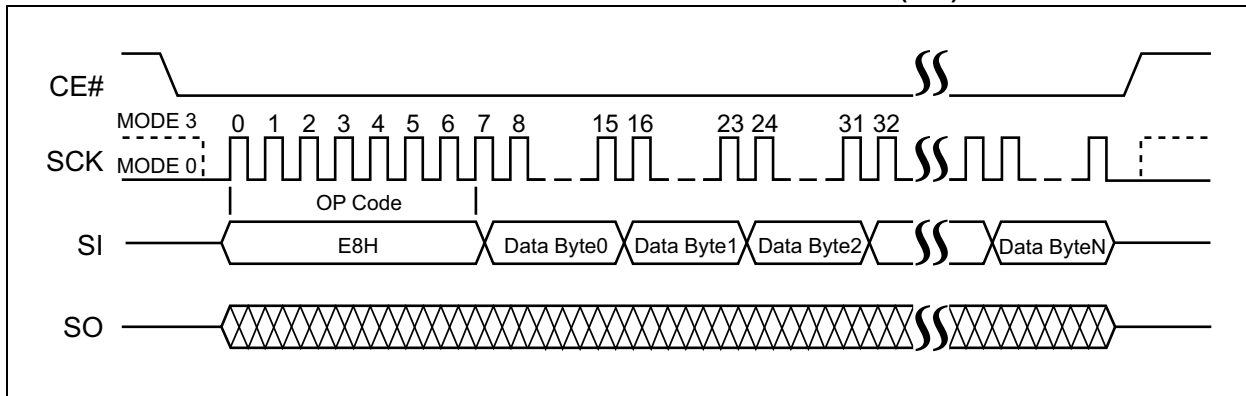 CE#
MODE 3
0 1 2 3 4 5 6 7 8 15 16 23 24 31 32
SCK MODE 0
OP Code
SI E8H Data Byte0 Data Byte1 Data Byte2 Data ByteN
SO